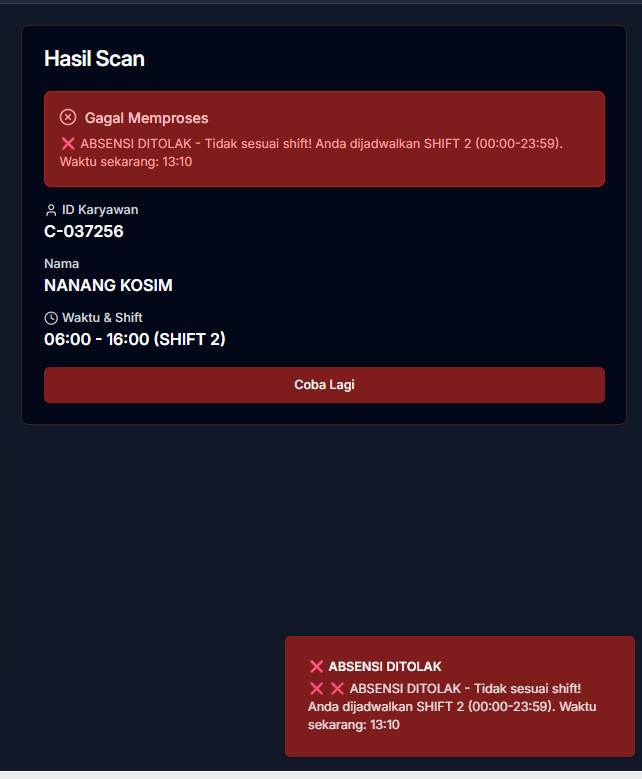 Hasil Scan
Gagal Memproses
❌ ABSENSI DITOLAK - Tidak sesuai shift! Anda dijadwalkan SHIFT 2 (00:00-23:59).
Waktu sekarang: 13:10
ID Karyawan
C-037256
Nama
NANANG KOSIM
Waktu & Shift
06:00 - 16:00 (SHIFT 2)
Coba Lagi
❌ ABSENSI DITOLAK
❌ ❌ ABSENSI DITOLAK - Tidak sesuai shift!
Anda dijadwalkan SHIFT 2 (00:00-23:59). Waktu
sekarang: 13:10